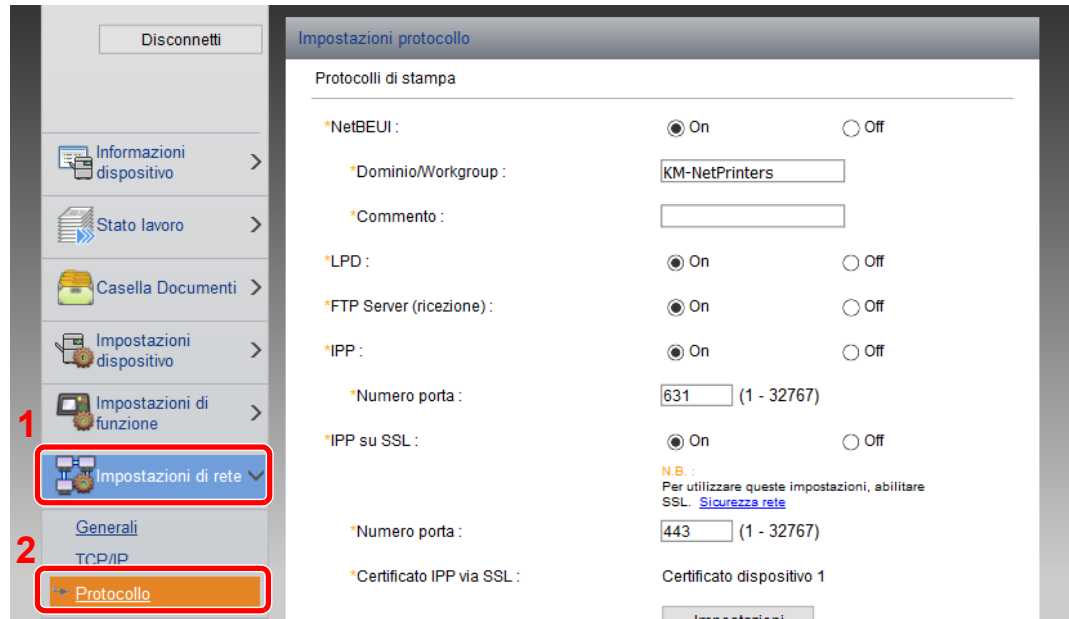 Disconnetti
Informazioni
dispositivo
Stato lavoro
Casella Documenti
Impostazioni
dispositivo
Impostazioni di
funzione
1
Impostazioni di rete
Generali
2
TCP/IP
Protocollo
Impostazioni protocollo
Protocolli di stampa
*NetBEUI : On Off
*Dominio/Workgroup : KM-NetPrinters
*Commento :
*LPD : On Off
*FTP Server (ricezione) : On Off
*IPP : On Off
*Numero porta : 631 (1 - 32767)
*IPP su SSL : On Off
N.B. :
Per utilizzare queste impostazioni, abilitare
SSL. Sicurezza rete
*Numero porta : 443 (1 - 32767)
*Certificato IPP via SSL : Certificato dispositivo 1
Impostazioni